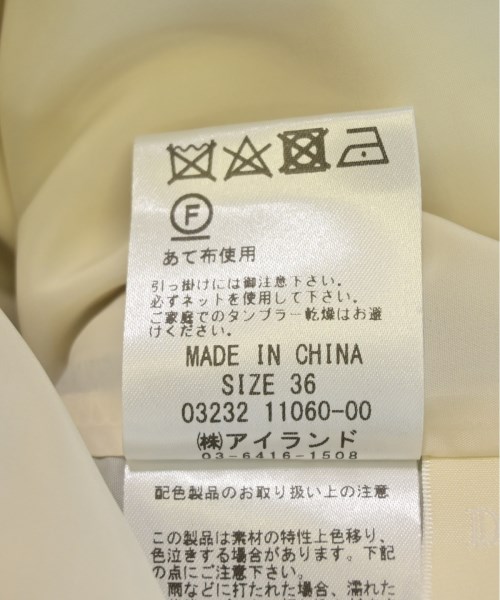 F
あて布使用
引っ掛けには御注意下さい。
必ずネットを使用して下さい。
ご家庭でのタンブラー乾燥はお避
けください。
MADE IN CHINA
SIZE 36
03232 11060-00
㈱アイランド
03-6416-1508
配色製品のお取り扱い上の注意
この製品は素材の特性上色移り、
色泣きする場合があります。下記
の点にご注意下さい。
雨などに打たれた場合、濡れた